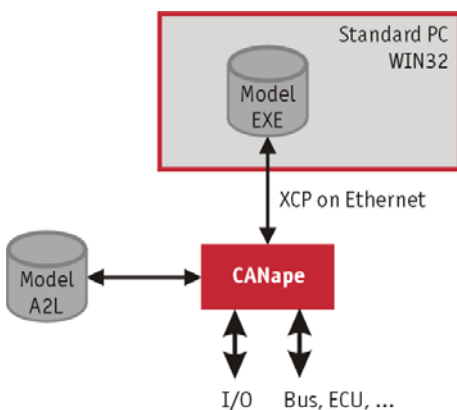 Standard PC
WIN32
Model
EXE
XCP on Ethernet
Model
A2L
CANape
I/O Bus, ECU, ...